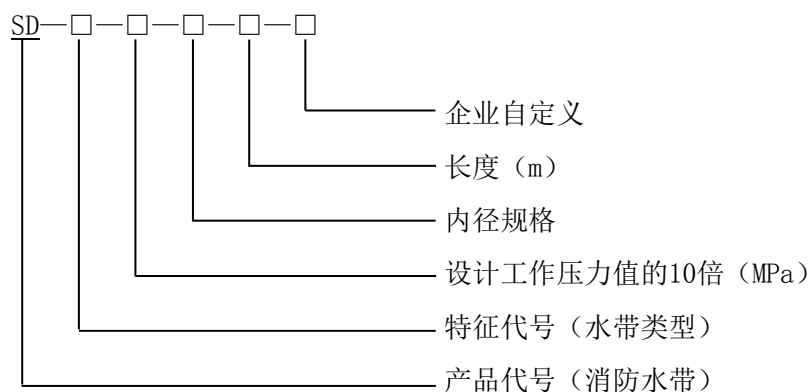 SD—□—□—□—□—□
企业自定义
长度（m）
内径规格
设计工作压力值的10倍（MPa）
特征代号（水带类型）
产品代号（消防水带）